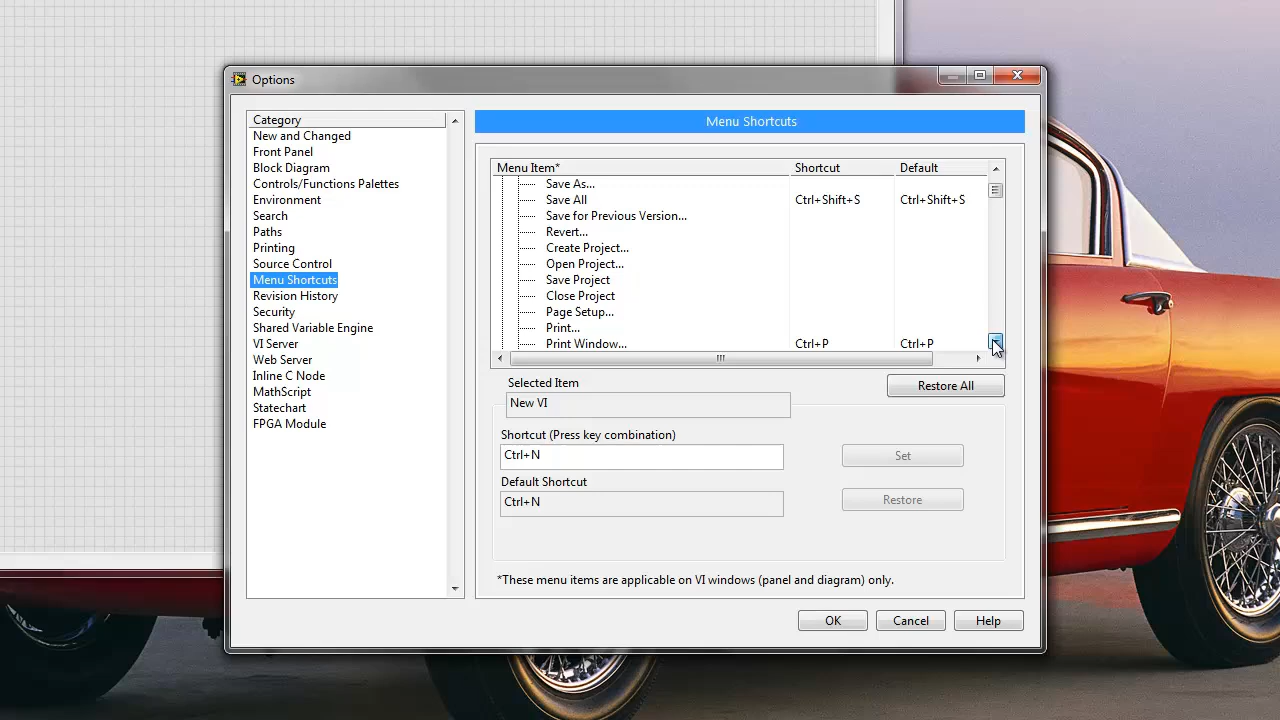 Options
Category
New and Changed
Front Panel
Block Diagram
Controls/Functions Palettes
Environment
Search
Paths
Printing
Source Control
Menu Shortcuts
Revision History
Security
Shared Variable Engine
VI Server
Web Server
Inline C Node
MathScript
Statechart
FPGA Module
Menu Shortcuts
Menu Item* Shortcut Default
Save As...
Save All Ctrl+Shift+S Ctrl+Shift+S
Save for Previous Version...
Revert...
Create Project...
Open Project...
Save Project
Close Project
Page Setup...
Print...
Print Window... Ctrl+P Ctrl+P
Selected Item
Restore All
New VI
Shortcut (Press key combination)
Ctrl+N
Set
Default Shortcut
Ctrl+N
Restore
*These menu items are applicable on VI windows (panel and diagram) only.
OK Cancel Help